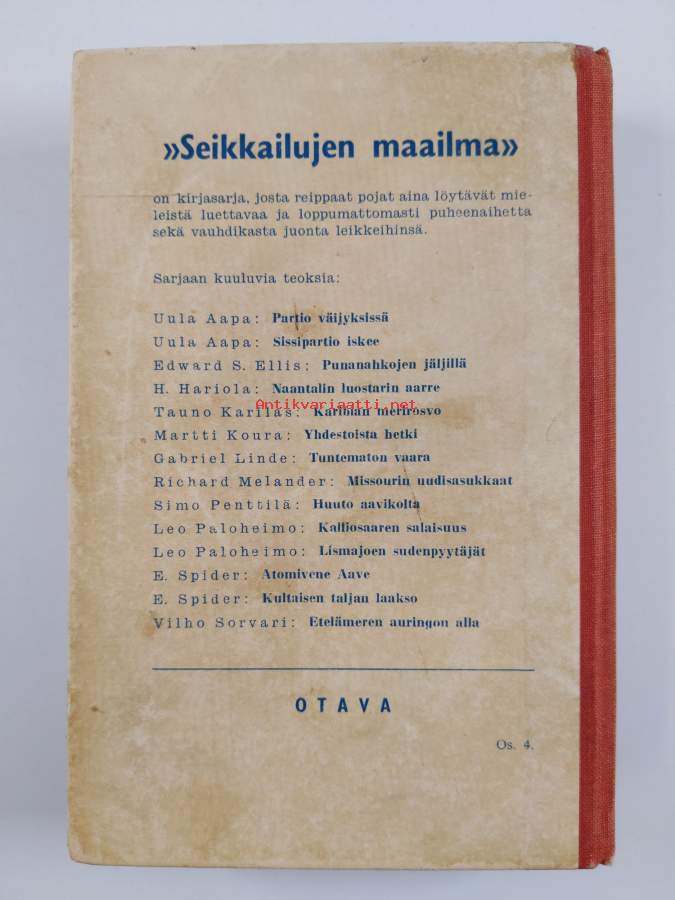 »Seikkailujen maailma»
on kirjasarja, josta reippaat pojat aina löytävät mie-
leistä luettavaa ja loppumattomasti puheenaihetta
sekä vauhdikasta juonta leikkeihinsä.
Sarjaan kuuluvia teoksia:
Uula Aapa: Partio väijyksissä
Uula Aapa: Sissipartio iskee
Edward S. Ellis: Punanahkojen jäljillä
H. Hariola: Naantalin luostarin aarre
Antikvariaatti.net
Tauno Karilas: Karibian merirosvo
Martti Koura: Yhdestoista hetki
Gabriel Linde: Tuntematon vaara
Richard Melander: Missourin uudisasukkaat
Simo Penttilä: Huuto aavikolta
Leo Paloheimo: Kalliosaaren salaisuus
Leo Paloheimo: Lismajoen sudenpyytäjät
E. Spider: Atomivene Aave
E. Spider: Kultaisen taljan laakso
Vilho Sorvari: Etelämeren auringon alla
OTAVA
Os. 4.